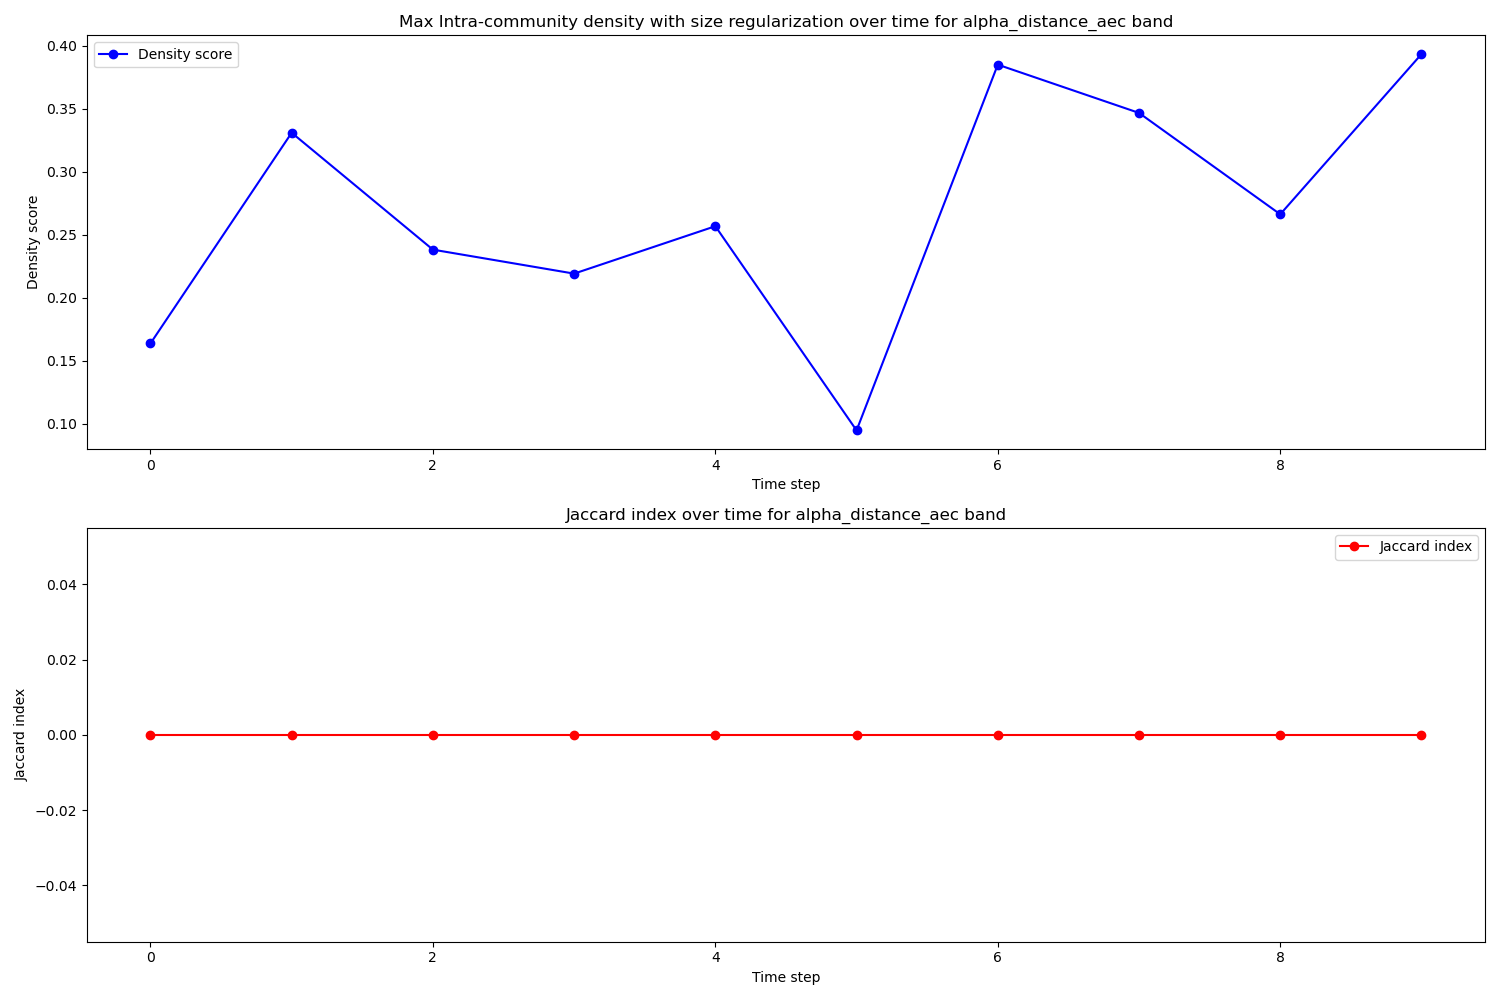 Max Intra-community density with size regularization over time for alpha_distance_aec band
Density score
0.40
0.35
0.30
0.25
0.20
0.15
0.10
Density score
0 2 4 6 8
Time step
Jaccard index over time for alpha_distance_aec band
Jaccard index
0.04
0.02
0.00
−0.02
−0.04
Jaccard index
0 2 4 6 8
Time step